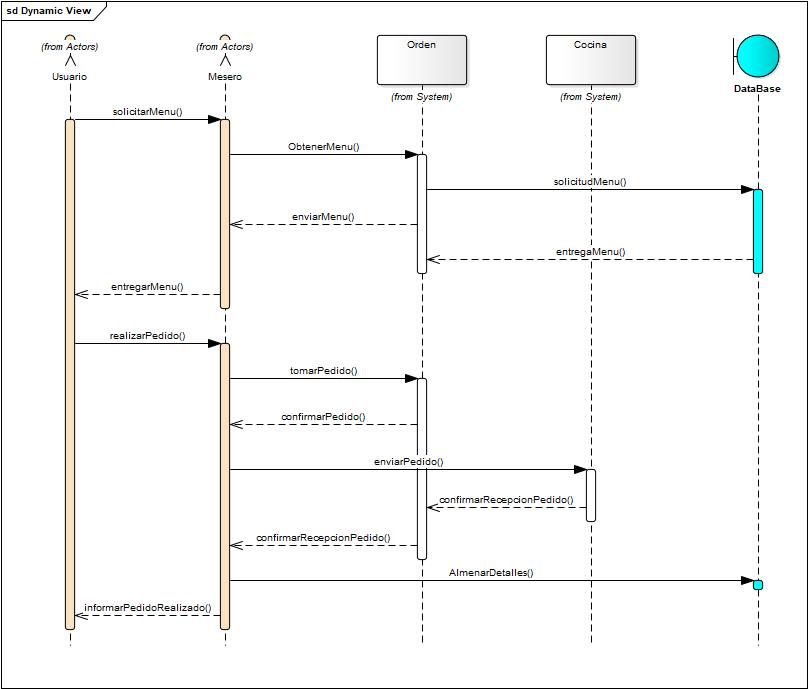 sd Dynamic View
(from Actors)
Usuario
(from Actors)
Mesero
Orden
(from System)
Cocina
(from System)
DataBase
solicitarMenu()
ObtenerMenu()
solicitudMenu()
enviarMenu()
entregaMenu()
entregarMenu()
realizarPedido()
tomarPedido()
confirmarPedido()
enviarPedido()
confirmarRecepcionPedido()
confirmarRecepcionPedido()
AlmenarDetalles()
informarPedidoRealizado()